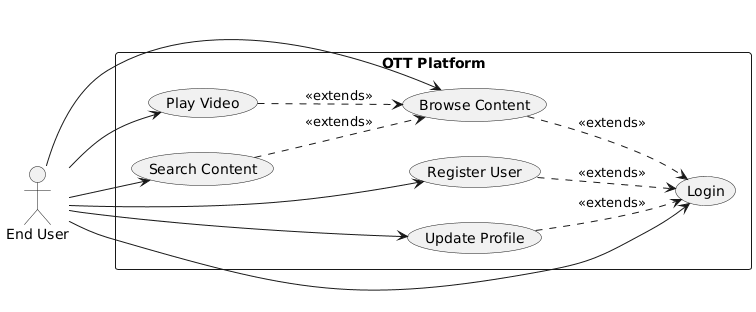 OTT Platform
Play Video
«extends»
Browse Content
«extends»
«extends»
Search Content
Register User
«extends»
Login
«extends»
Update Profile
End User